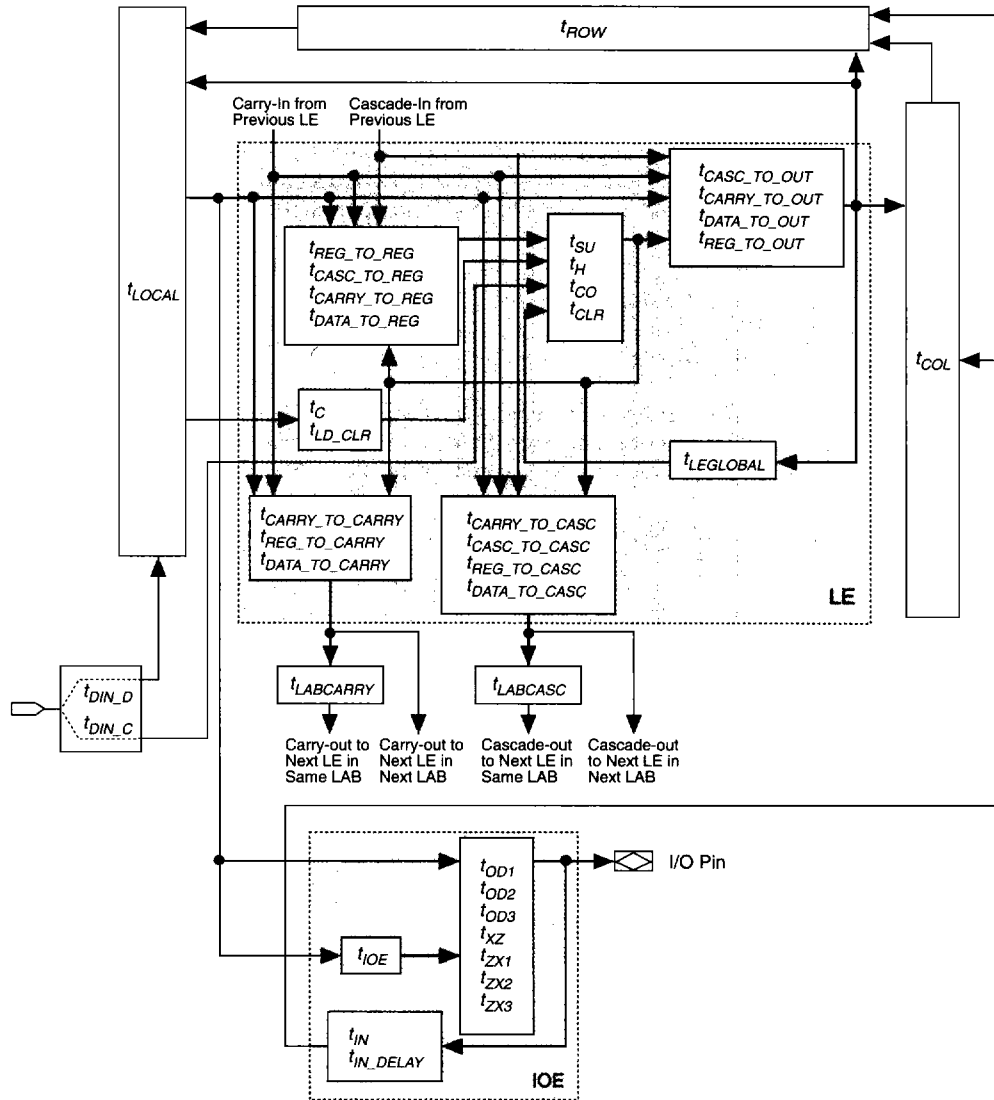 tROW
Carry-In from
Previous LE
Cascade-In from
Previous LE
tCASC_TO_OUT
tCARRY_TO_OUT
tDATA_TO_OUT
tREG_TO_OUT
tREG_TO_REG
tCASC_TO_REG
tCARRY_TO_REG
tDATA_TO_REG
tSU
tH
tCO
tCLR
tLOCAL
tCOL
tC
tLD_CLR
tLEGLOBAL
tCARRY_TO_CARRY
tREG_TO_CARRY
tDATA_TO_CARRY
tCARRY_TO_CASC
tCASC_TO_CASC
tREG_TO_CASC
tDATA_TO_CASC
LE
tDIN_D
tDIN_C
tLABCARRY
tLABCASC
Carry-out to
Next LE in
Same LAB
Carry-out to
Next LE in
Next LAB
Cascade-out
to Next LE in
Same LAB
Cascade-out
to Next LE in
Next LAB
tOD1
tOD2
tOD3
tXZ
tZX1
tZX2
tZX3
I/O Pin
tIOE
tIN
tIN_DELAY
IOE